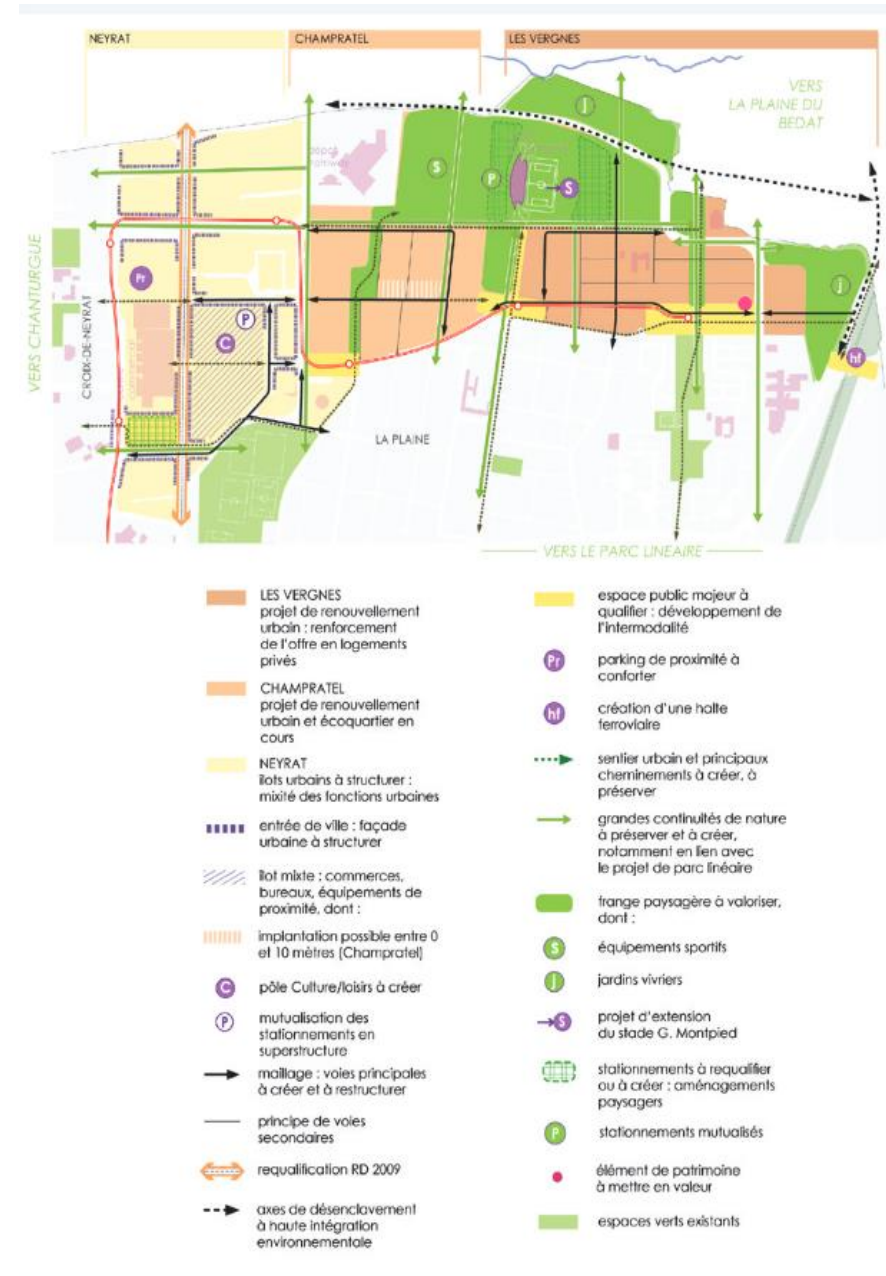 NEYRAT
CHAMPRATEL
LES VERGNES
VERS
LA PLAINE DU
BEDAT
J
S
P
S
VERS CHANTURGUE
CROIX-DE-NEYRAT
Pr
P
C
J
hf
LA PLAINE
VERS LE PARC LINEAIRE
LES VERGNES
projet de renouvellement
urbain : renforcement
de l'offre en logements
privés
CHAMPRATEL
projet de renouvellement
urbain et écoquartier en
cours
NEYRAT
îlots urbains à structurer :
mixité des fonctions urbaines
entrée de ville : façade
urbaine à structurer
îlot mixte : commerces,
bureaux, équipements de
proximité, dont :
implantation possible entre 0
et 10 mètres (Champratel)
C
pôle Culture/loisirs à créer
P
mutualisation des
stationnements en
superstructure
maillage : voies principales
à créer et à restructurer
principe de voies
secondaires
requalification RD 2009
axes de désenclavement
à haute intégration
environnementale
espace public majeur à
qualifier : développement de
l'intermodalité
Pr
parking de proximité à
conforter
hf
création d'une halte
ferroviaire
sentier urbain et principaux
cheminements à créer, à
préserver
grandes continuités de nature
à préserver et à créer,
notamment en lien avec
le projet de parc linéaire
frange paysagère à valoriser,
dont :
S
équipements sportifs
J
jardins vivriers
S
projet d'extension
du stade G. Montpied
stationnements à requalifier
ou à créer : aménagements
paysagers
P
stationnements mutualisés
élément de patrimoine
à mettre en valeur
espaces verts existants